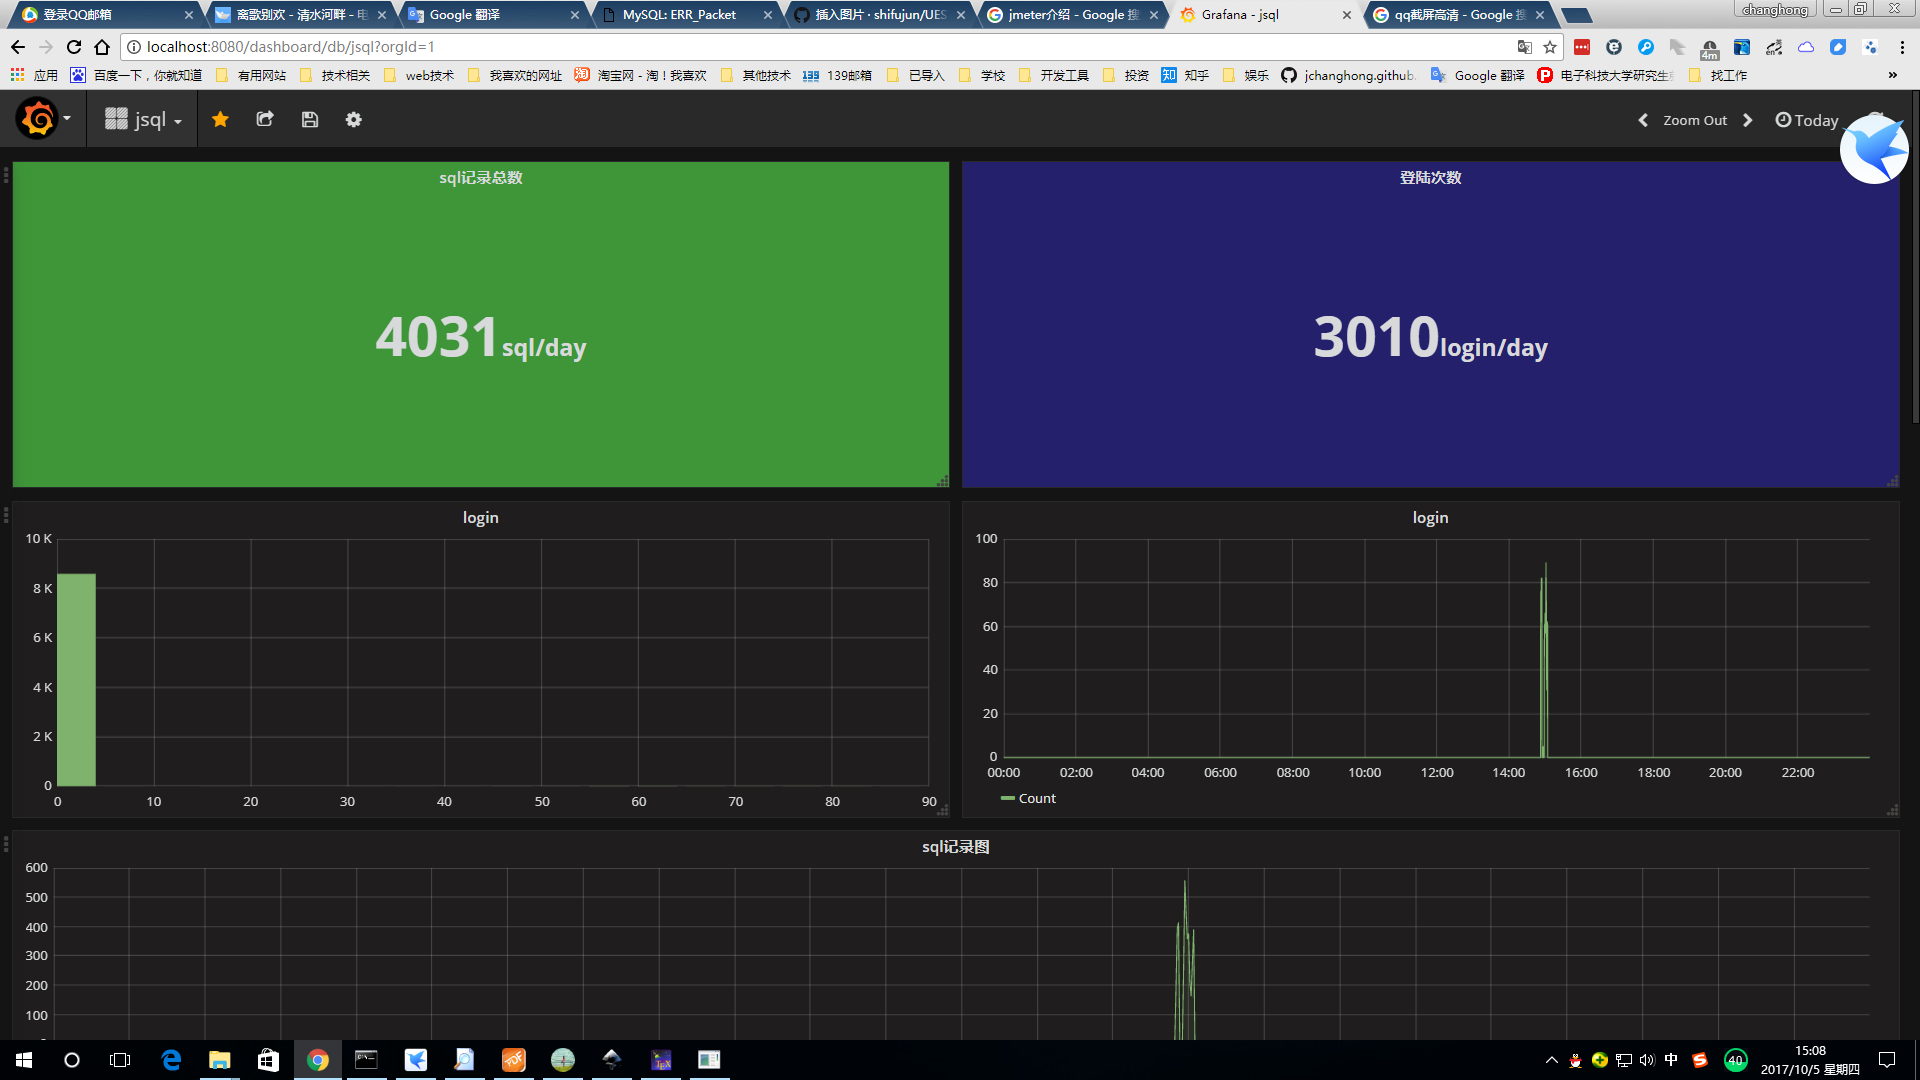 登录QQ邮箱
离歌别欢 - 清水河畔 - 电
Google 翻译
MySQL: ERR_Packet
插入图片 · shifujun/UES
jmeter介绍 - Google 搜
Grafana - jsql
qq截屏高清 - Google 搜
changhong
localhost:8080/dashboard/db/jsql?orgId=1
4m
应用
百度一下，你就知道
有用网站
技术相关
web技术
我喜欢的网址
淘宝网 - 淘！我喜欢
其他技术
139邮箱
已导入
学校
开发工具
投资
知乎
娱乐
jchanghong.github.
Google 翻译
电子科技大学研究生
找工作
»
jsql
Zoom Out
Today
sql记录总数
4031sql/day
登陆次数
3010login/day
login
10 K
8 K
6 K
4 K
2 K
0
0 10 20 30 40 50 60 70 80 90
login
100
80
60
40
20
0
00:00 02:00 04:00 06:00 08:00 10:00 12:00 14:00 16:00 18:00 20:00 22:00
Count
sql记录图
600
500
400
300
200
100
中
40
15:08
2017/10/5 星期四